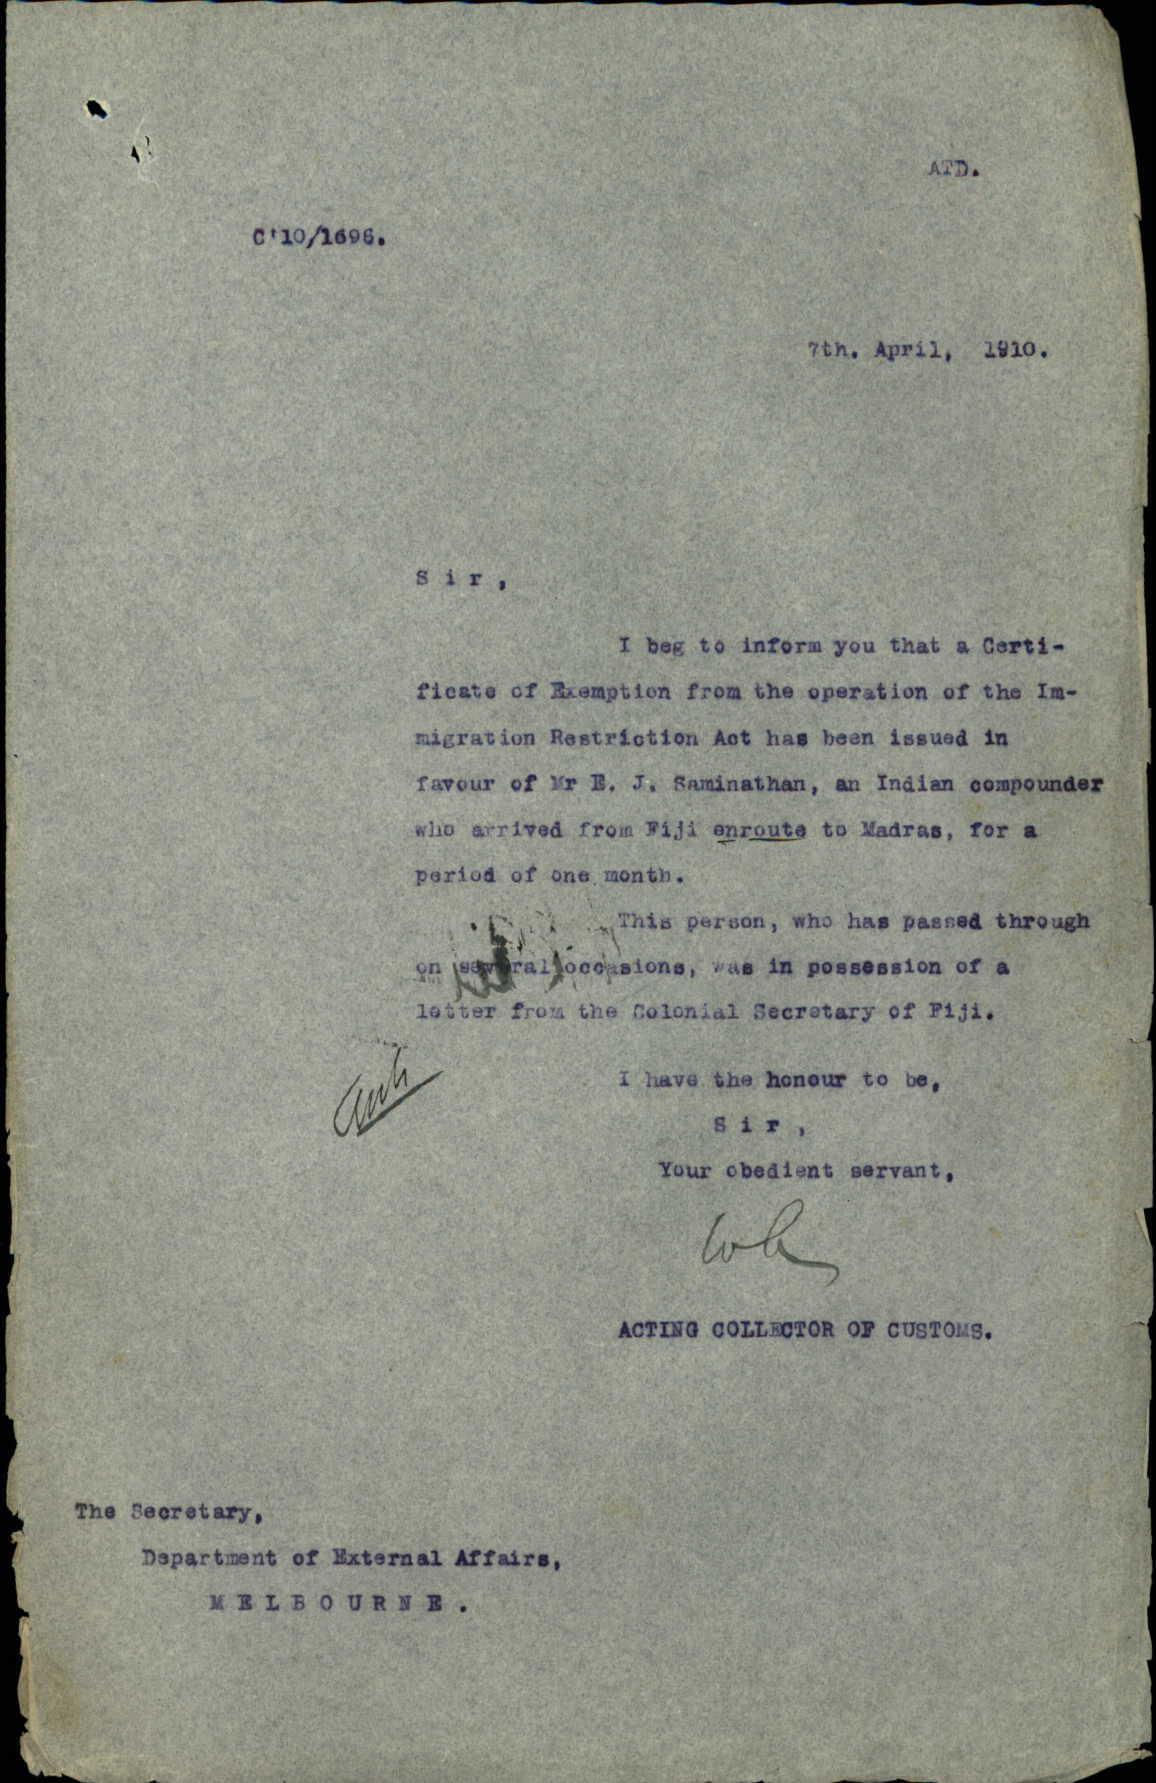 ATD.
C'10/1696.
7th. April, 1910.
S i r ,
I beg to inform you that a Certi-
ficate of Exemption from the operation of the Im-
migration Restriction Act has been issued in
favour of Mr E. J. Saminathan, an Indian compounder
who arrived from Fiji enroute to Madras, for a
period of one month.
This person, who has passed through
on several occasions, was in possession of a
letter from the Colonial Secretary of Fiji.
I have the honour to be,
S i r ,
Your obedient servant,
ACTING COLLECTOR OF CUSTOMS.
The Secretary,
Department of External Affairs,
M E L B O U R N E .